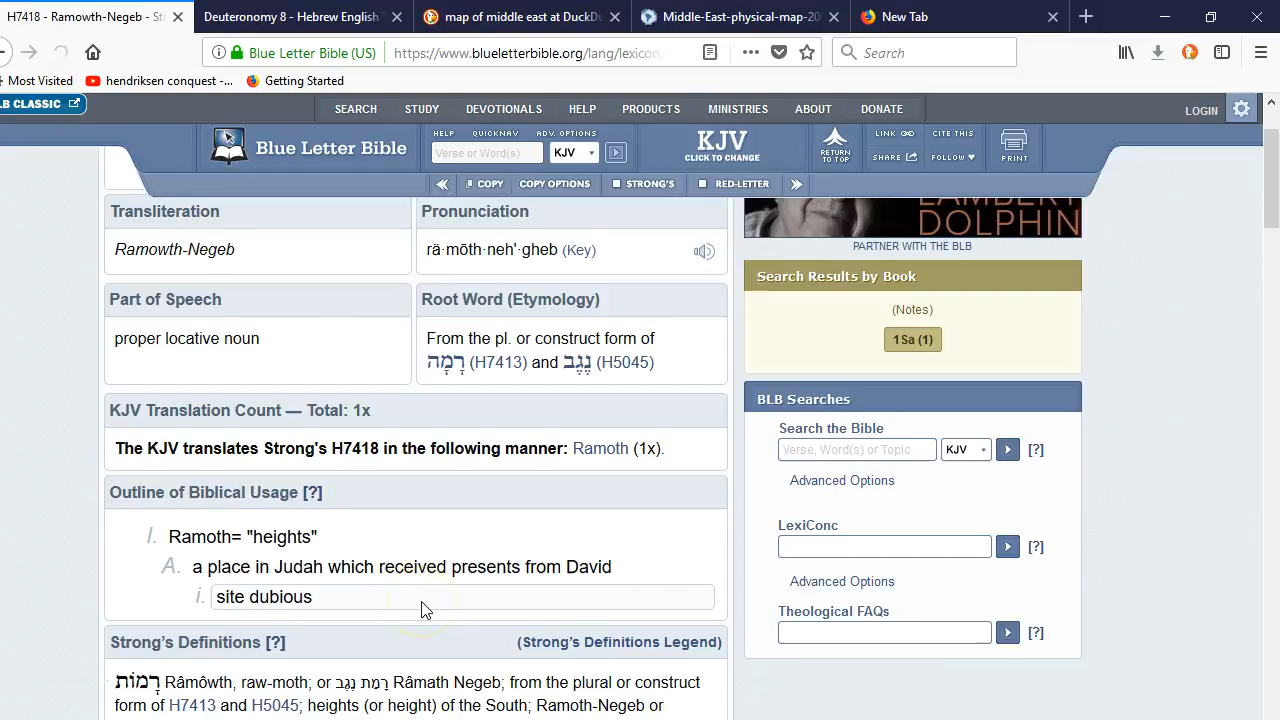 H7418 - Ramowth-Negeb - St
Deuteronomy 8 - Hebrew English
map of middle east at DuckDu
Middle-East-physical-map-20
New Tab
Blue Letter Bible (US)
https://www.blueletterbible.org/lang/lexicon
Search
Most Visited
hendriksen conquest -...
Getting Started
LB CLASSIC
SEARCH
STUDY
DEVOTIONALS
HELP
PRODUCTS
MINISTRIES
ABOUT
DONATE
LOGIN
Blue Letter Bible
HELP
QUICKNAV
ADV. OPTIONS
Verse or Word(s)
KJV
KJV
CLICK TO CHANGE
RETURN
TO TOP
LINK
CITE THIS
SHARE
FOLLOW
PRINT
COPY
COPY OPTIONS
STRONG'S
RED-LETTER
Transliteration
Ramowth-Negeb
Pronunciation
rä·mōth·neh'·gheb (Key)
Part of Speech
proper locative noun
Root Word (Etymology)
From the pl. or construct form of
רָמָה (H7413) and נֶגֶב (H5045)
KJV Translation Count — Total: 1x
The KJV translates Strong's H7418 in the following manner: Ramoth (1x).
Outline of Biblical Usage [?]
I. Ramoth= "heights"
A. a place in Judah which received presents from David
i. site dubious
Strong's Definitions [?]
(Strong's Definitions Legend)
רָמוֹת Râmôwth, raw-moth; or רָמַת נֶגֶב Râmath Negeb; from the plural or construct
form of H7413 and H5045; heights (or height) of the South; Ramoth-Negeb or
LAMBERT
DOLPHIN
PARTNER WITH THE BLB
Search Results by Book
(Notes)
1Sa (1)
BLB Searches
Search the Bible
Verse, Word(s) or Topic
KJV
[?]
Advanced Options
LexiConc
[?]
Advanced Options
Theological FAQs
[?]